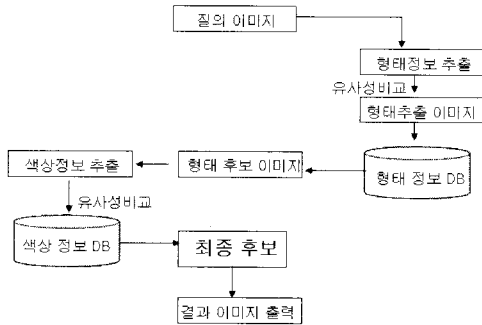 질의 이미지
형태정보 추출
유사성비교
형태추출 이미지
색상정보 추출
형태 후보 이미지
형태 정보 DB
유사성비교
색상 정보 DB
최종 후보
결과 이미지 출력